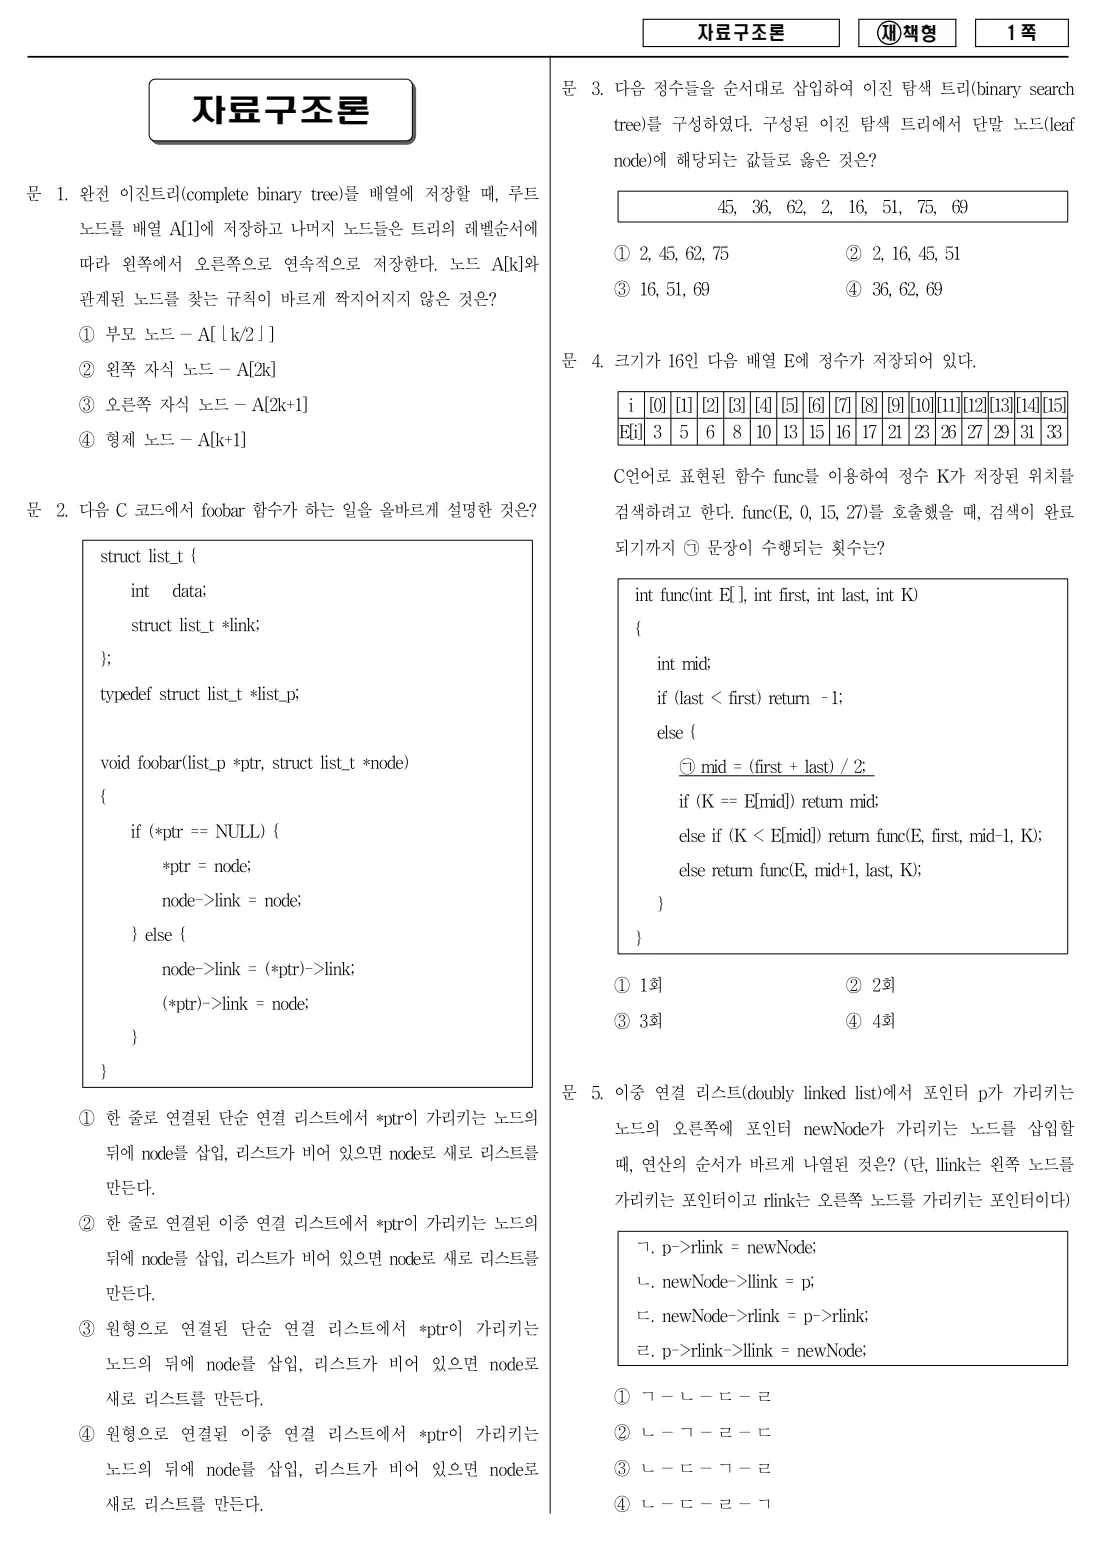 자료구조론 ㉶책형 1쪽
자료구조론
문 1. 완전 이진트리(complete binary tree)를 배열에 저장할 때, 루트
노드를 배열 A[1]에 저장하고 나머지 노드들은 트리의 레벨순서에
따라 왼쪽에서 오른쪽으로 연속적으로 저장한다. 노드 A[k]와
관계된 노드를 찾는 규칙이 바르게 짝지어지지 않은 것은?
① 부모 노드 - A[⌊k/2⌋]
② 왼쪽 자식 노드 - A[2k]
③ 오른쪽 자식 노드 - A[2k+1]
④ 형제 노드 - A[k+1]
문 2. 다음 C 코드에서 foobar 함수가 하는 일을 올바르게 설명한 것은?
struct list_t {
int data;
struct list_t *link;
};
typedef struct list_t *list_p;
void foobar(list_p *ptr, struct list_t *node)
{
if (*ptr == NULL) {
*ptr = node;
node->link = node;
} else {
node->link = (*ptr)->link;
(*ptr)->link = node;
}
}
① 한 줄로 연결된 단순 연결 리스트에서 *ptr이 가리키는 노드의
뒤에 node를 삽입, 리스트가 비어 있으면 node로 새로 리스트를
만든다.
② 한 줄로 연결된 이중 연결 리스트에서 *ptr이 가리키는 노드의
뒤에 node를 삽입, 리스트가 비어 있으면 node로 새로 리스트를
만든다.
③ 원형으로 연결된 단순 연결 리스트에서 *ptr이 가리키는
노드의 뒤에 node를 삽입, 리스트가 비어 있으면 node로
새로 리스트를 만든다.
④ 원형으로 연결된 이중 연결 리스트에서 *ptr이 가리키는
노드의 뒤에 node를 삽입, 리스트가 비어 있으면 node로
새로 리스트를 만든다.
문 3. 다음 정수들을 순서대로 삽입하여 이진 탐색 트리(binary search
tree)를 구성하였다. 구성된 이진 탐색 트리에서 단말 노드(leaf
node)에 해당되는 값들로 옳은 것은?
45, 36, 62, 2, 16, 51, 75, 69
① 2, 45, 62, 75 ② 2, 16, 45, 51
③ 16, 51, 69 ④ 36, 62, 69
문 4. 크기가 16인 다음 배열 E에 정수가 저장되어 있다.
i [0] [1] [2] [3] [4] [5] [6] [7] [8] [9] [10] [11] [12] [13] [14] [15]
E[i] 3 5 6 8 10 13 15 16 17 21 23 26 27 29 31 33
C언어로 표현된 함수 func를 이용하여 정수 K가 저장된 위치를
검색하려고 한다. func(E, 0, 15, 27)를 호출했을 때, 검색이 완료
되기까지 ㉠ 문장이 수행되는 횟수는?
int func(int E[ ], int first, int last, int K)
{
int mid;
if (last < first) return -1;
else {
㉠ mid = (first + last) / 2;
if (K == E[mid]) return mid;
else if (K < E[mid]) return func(E, first, mid-1, K);
else return func(E, mid+1, last, K);
}
}
① 1회 ② 2회
③ 3회 ④ 4회
문 5. 이중 연결 리스트(doubly linked list)에서 포인터 p가 가리키는
노드의 오른쪽에 포인터 newNode가 가리키는 노드를 삽입할
때, 연산의 순서가 바르게 나열된 것은? (단, llink는 왼쪽 노드를
가리키는 포인터이고 rlink는 오른쪽 노드를 가리키는 포인터이다)
ㄱ. p->rlink = newNode;
ㄴ. newNode->llink = p;
ㄷ. newNode->rlink = p->rlink;
ㄹ. p->rlink->llink = newNode;
① ㄱ - ㄴ - ㄷ - ㄹ
② ㄴ - ㄱ - ㄹ - ㄷ
③ ㄴ - ㄷ - ㄱ - ㄹ
④ ㄴ - ㄷ - ㄹ - ㄱ